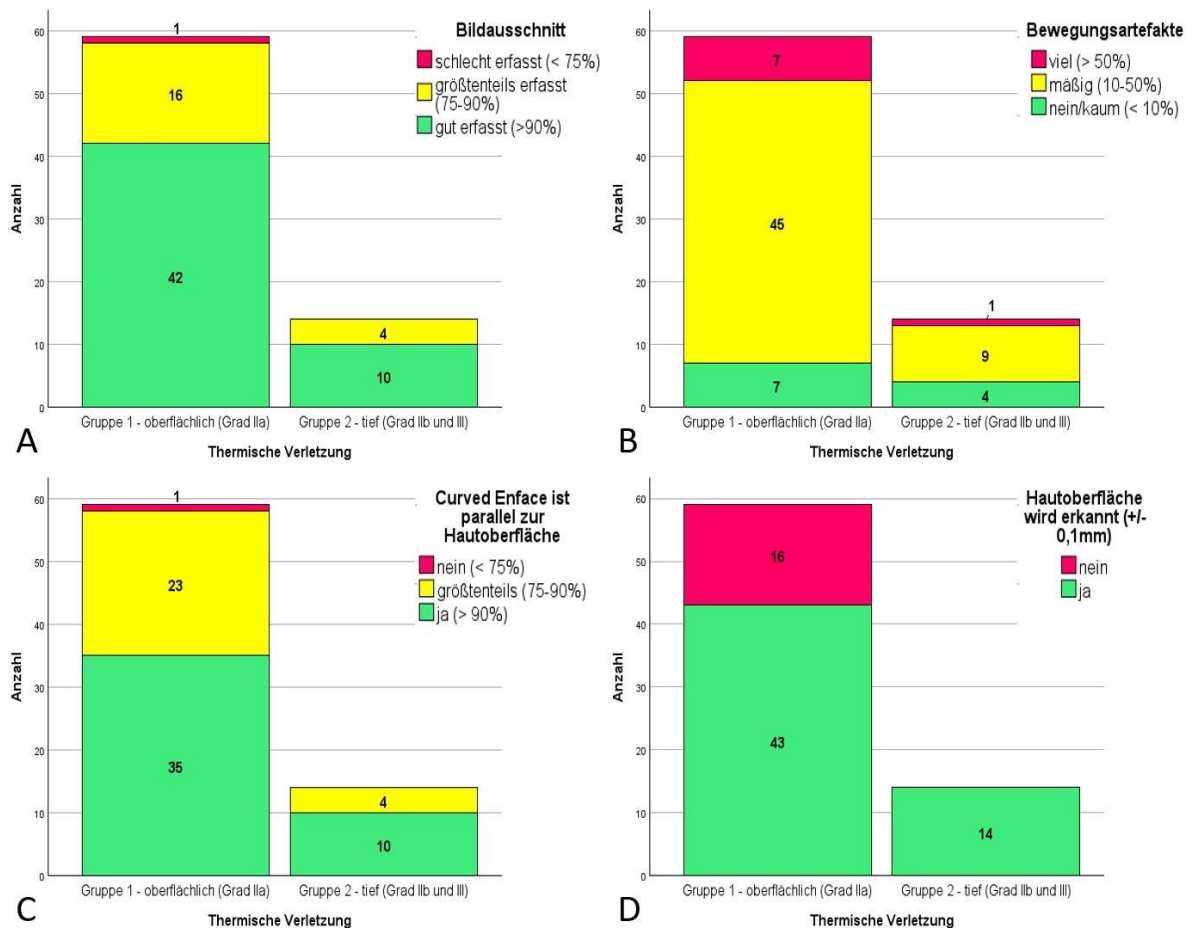 Bildausschnitt
schlecht erfasst (< 75%)
größtenteils erfasst
(75-90%)
gut erfasst (>90%)
Anzahl
60
50
40
30
20
10
0
1
16
42
4
10
Gruppe 1 - oberflächlich (Grad IIa)
Gruppe 2 - tief (Grad IIb und III)
Thermische Verletzung
A
Bewegungsartefakte
viel (> 50%)
mäßig (10-50%)
nein/kaum (< 10%)
Anzahl
60
50
40
30
20
10
0
7
45
7
1
9
4
Gruppe 1 - oberflächlich (Grad IIa)
Gruppe 2 - tief (Grad IIb und III)
Thermische Verletzung
B
Curved Enface ist
parallel zur
Hautoberfläche
nein (< 75%)
größtenteils (75-90%)
ja (> 90%)
Anzahl
60
50
40
30
20
10
0
1
23
35
4
10
Gruppe 1 - oberflächlich (Grad IIa)
Gruppe 2 - tief (Grad IIb und III)
Thermische Verletzung
C
Hautoberfläche
wird erkannt (+/-
0,1mm)
nein
ja
Anzahl
60
50
40
30
20
10
0
16
43
14
Gruppe 1 - oberflächlich (Grad IIa)
Gruppe 2 - tief (Grad IIb und III)
Thermische Verletzung
D